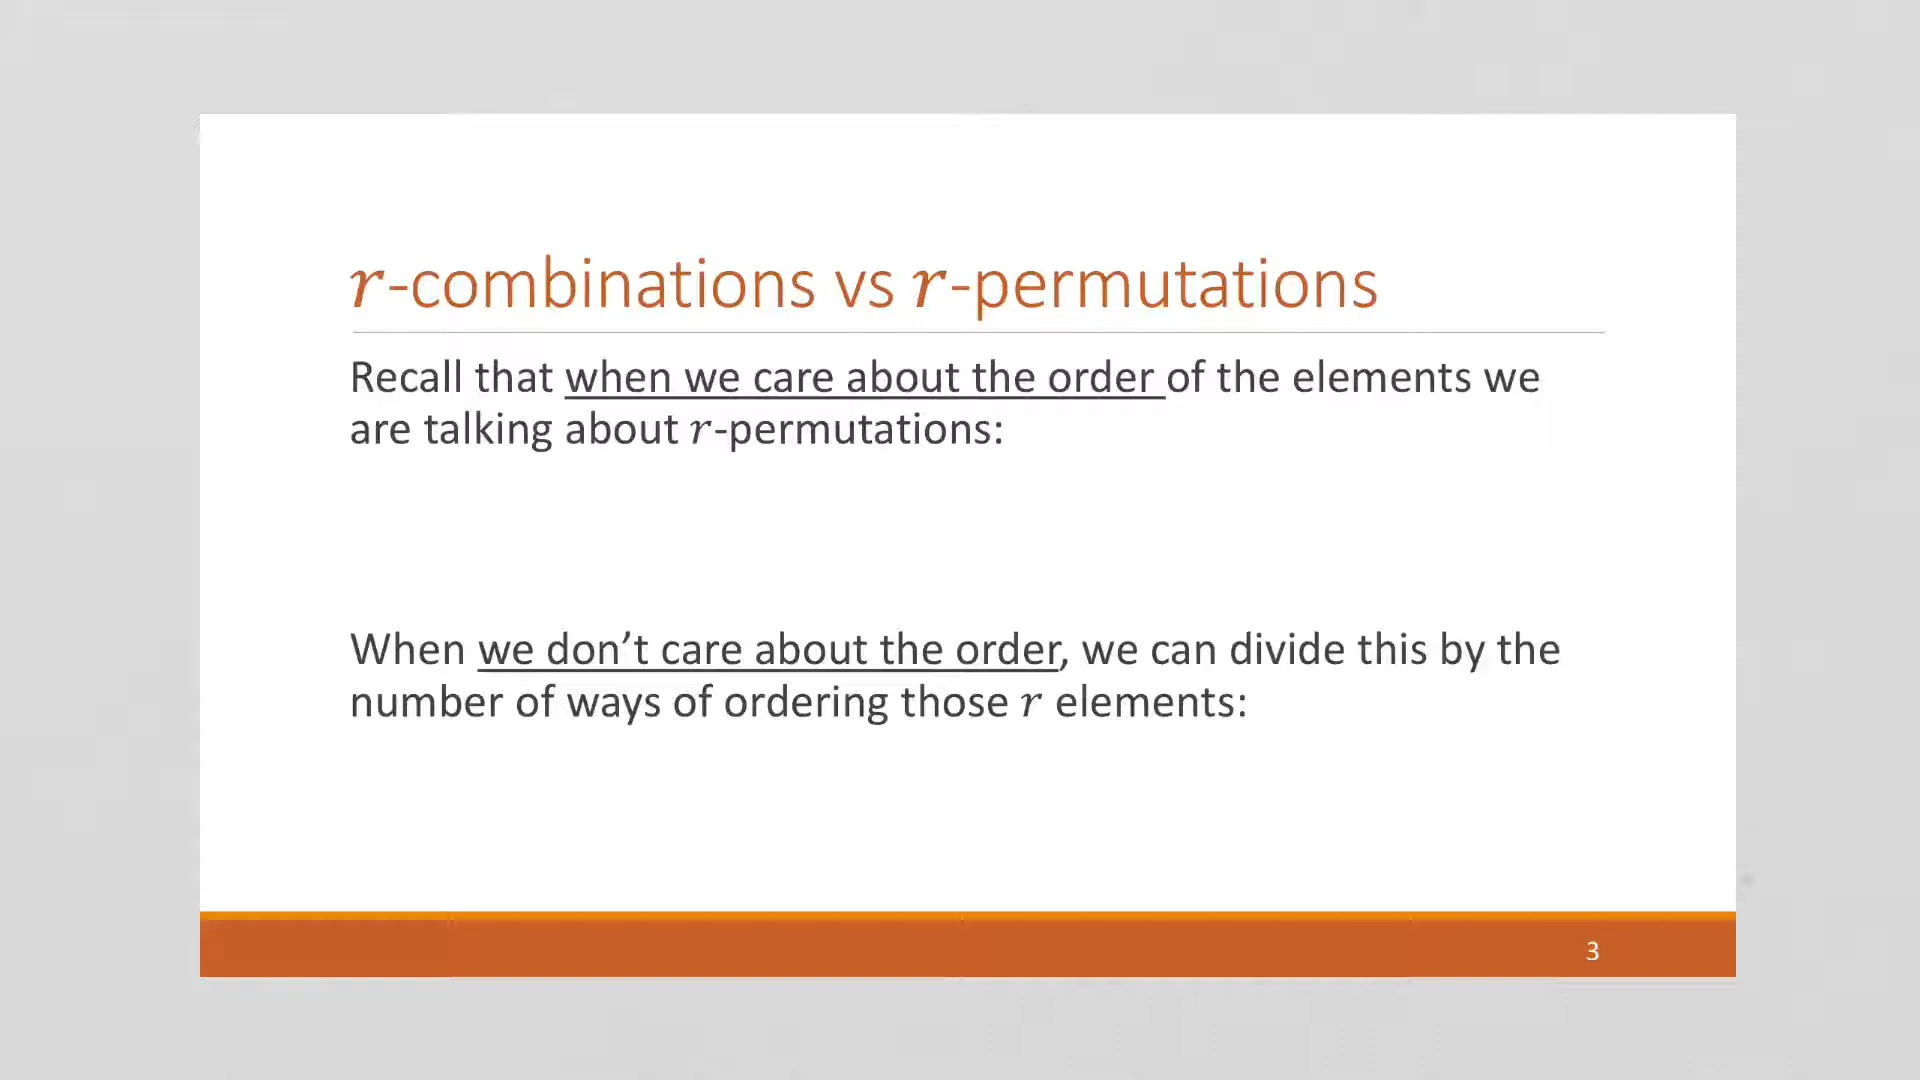 r-combinations vs r-permutations
Recall that when we care about the order of the elements we
are talking about r-permutations:
When we don’t care about the order, we can divide this by the
number of ways of ordering those r elements:
3